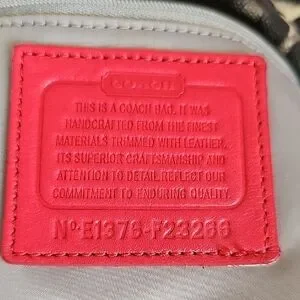 COACH
THIS IS A COACH BAG. IT WAS
HANDCRAFTED FROM THE FINEST
MATERIALS TRIMMED WITH LEATHER.
ITS SUPERIOR CRAFTSMANSHIP AND
ATTENTION TO DETAIL REFLECT OUR
COMMITMENT TO ENDURING QUALITY.
Nº·E1376-F23266